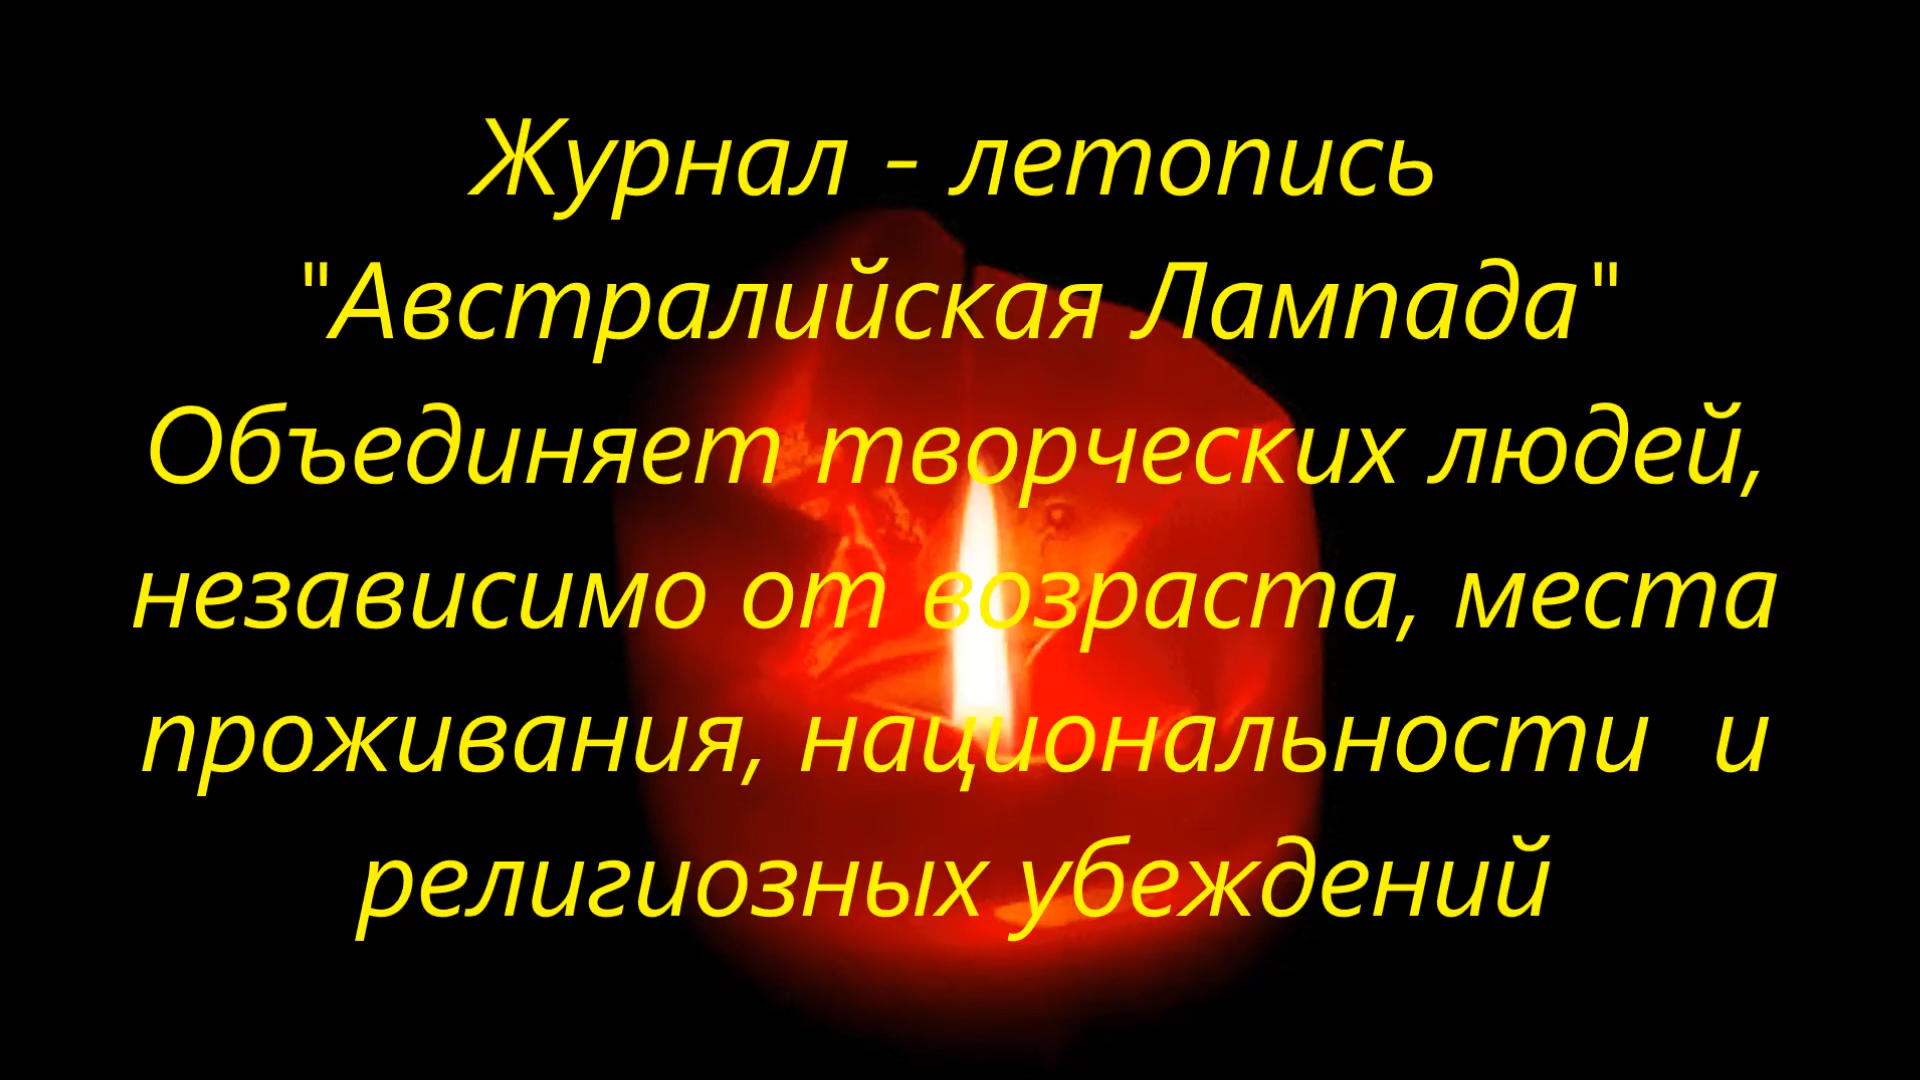 Журнал - летопись
"Австралийская Лампада"
Объединяет творческих людей,
независимо от возраста, места
проживания, национальности  и
религиозных убеждений